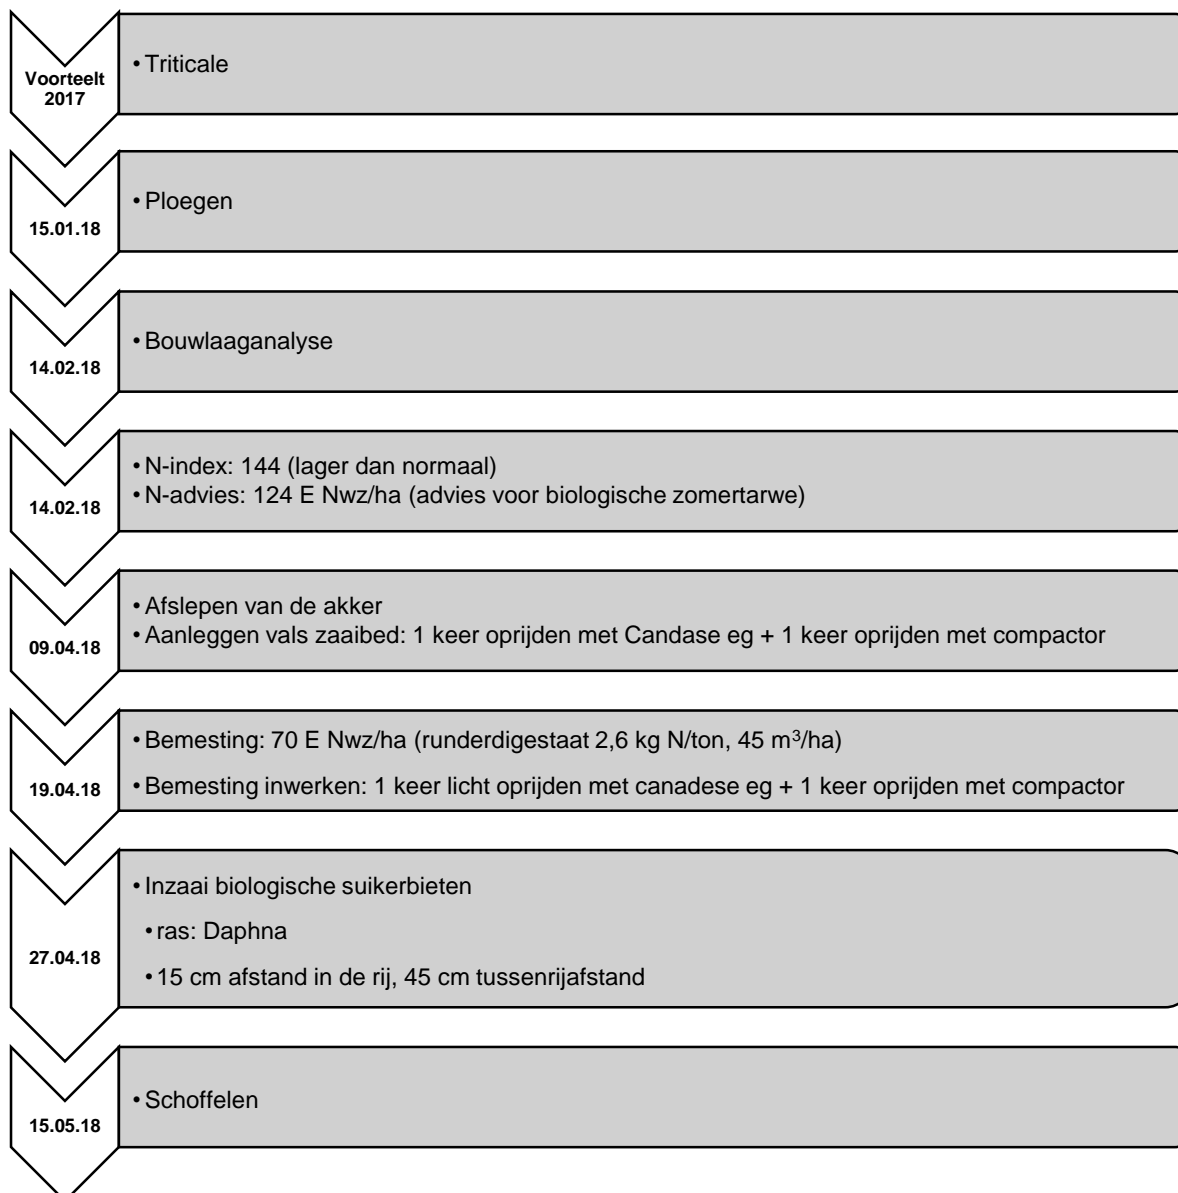 Voorteelt
2017
• Triticale
15.01.18
• Ploegen
14.02.18
• Bouwlaaganalyse
14.02.18
• N-index: 144 (lager dan normaal)
• N-advies: 124 E Nwz/ha (advies voor biologische zomertarwe)
09.04.18
• Afslepen van de akker
• Aanleggen vals zaaibed: 1 keer oprijden met Candase eg + 1 keer oprijden met compactor
19.04.18
• Bemesting: 70 E Nwz/ha (runderdigestaat 2,6 kg N/ton, 45 m³/ha)
• Bemesting inwerken: 1 keer licht oprijden met canadese eg + 1 keer oprijden met compactor
27.04.18
• Inzaai biologische suikerbieten
• ras: Daphna
• 15 cm afstand in de rij, 45 cm tussenrijafstand
15.05.18
• Schoffelen